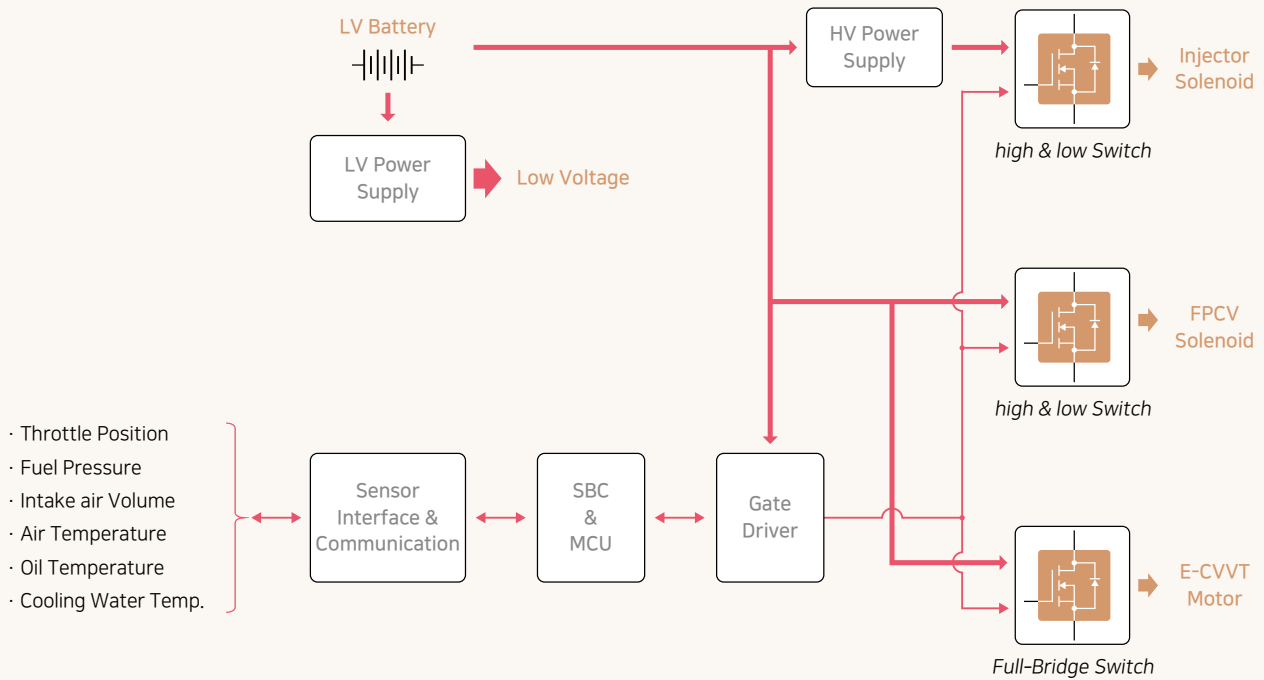 LV Battery
HV Power
Supply
Injector
Solenoid
high & low Switch
LV Power
Supply
Low Voltage
FPCV
Solenoid
high & low Switch
· Throttle Position
· Fuel Pressure
· Intake air Volume
· Air Temperature
· Oil Temperature
· Cooling Water Temp.
Sensor
Interface &
Communication
SBC
&
MCU
Gate
Driver
E-CVVT
Motor
Full-Bridge Switch